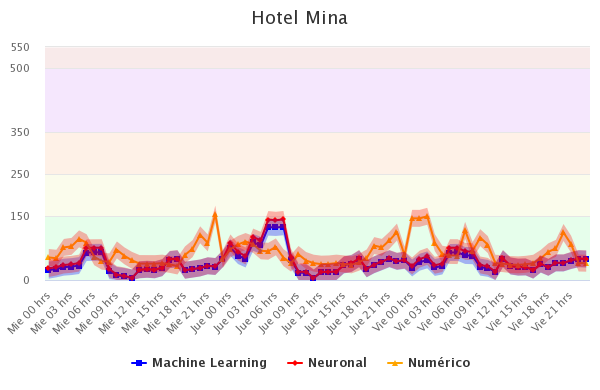 Hotel Mina
550
500
350
250
150
0
Mie 00 hrs
Mie 03 hrs
Mie 06 hrs
Mie 09 hrs
Mie 12 hrs
Mie 15 hrs
Mie 18 hrs
Mie 21 hrs
Jue 00 hrs
Jue 03 hrs
Jue 06 hrs
Jue 09 hrs
Jue 12 hrs
Jue 15 hrs
Jue 18 hrs
Jue 21 hrs
Vie 00 hrs
Vie 03 hrs
Vie 06 hrs
Vie 09 hrs
Vie 12 hrs
Vie 15 hrs
Vie 18 hrs
Vie 21 hrs
Machine Learning Neuronal Numérico